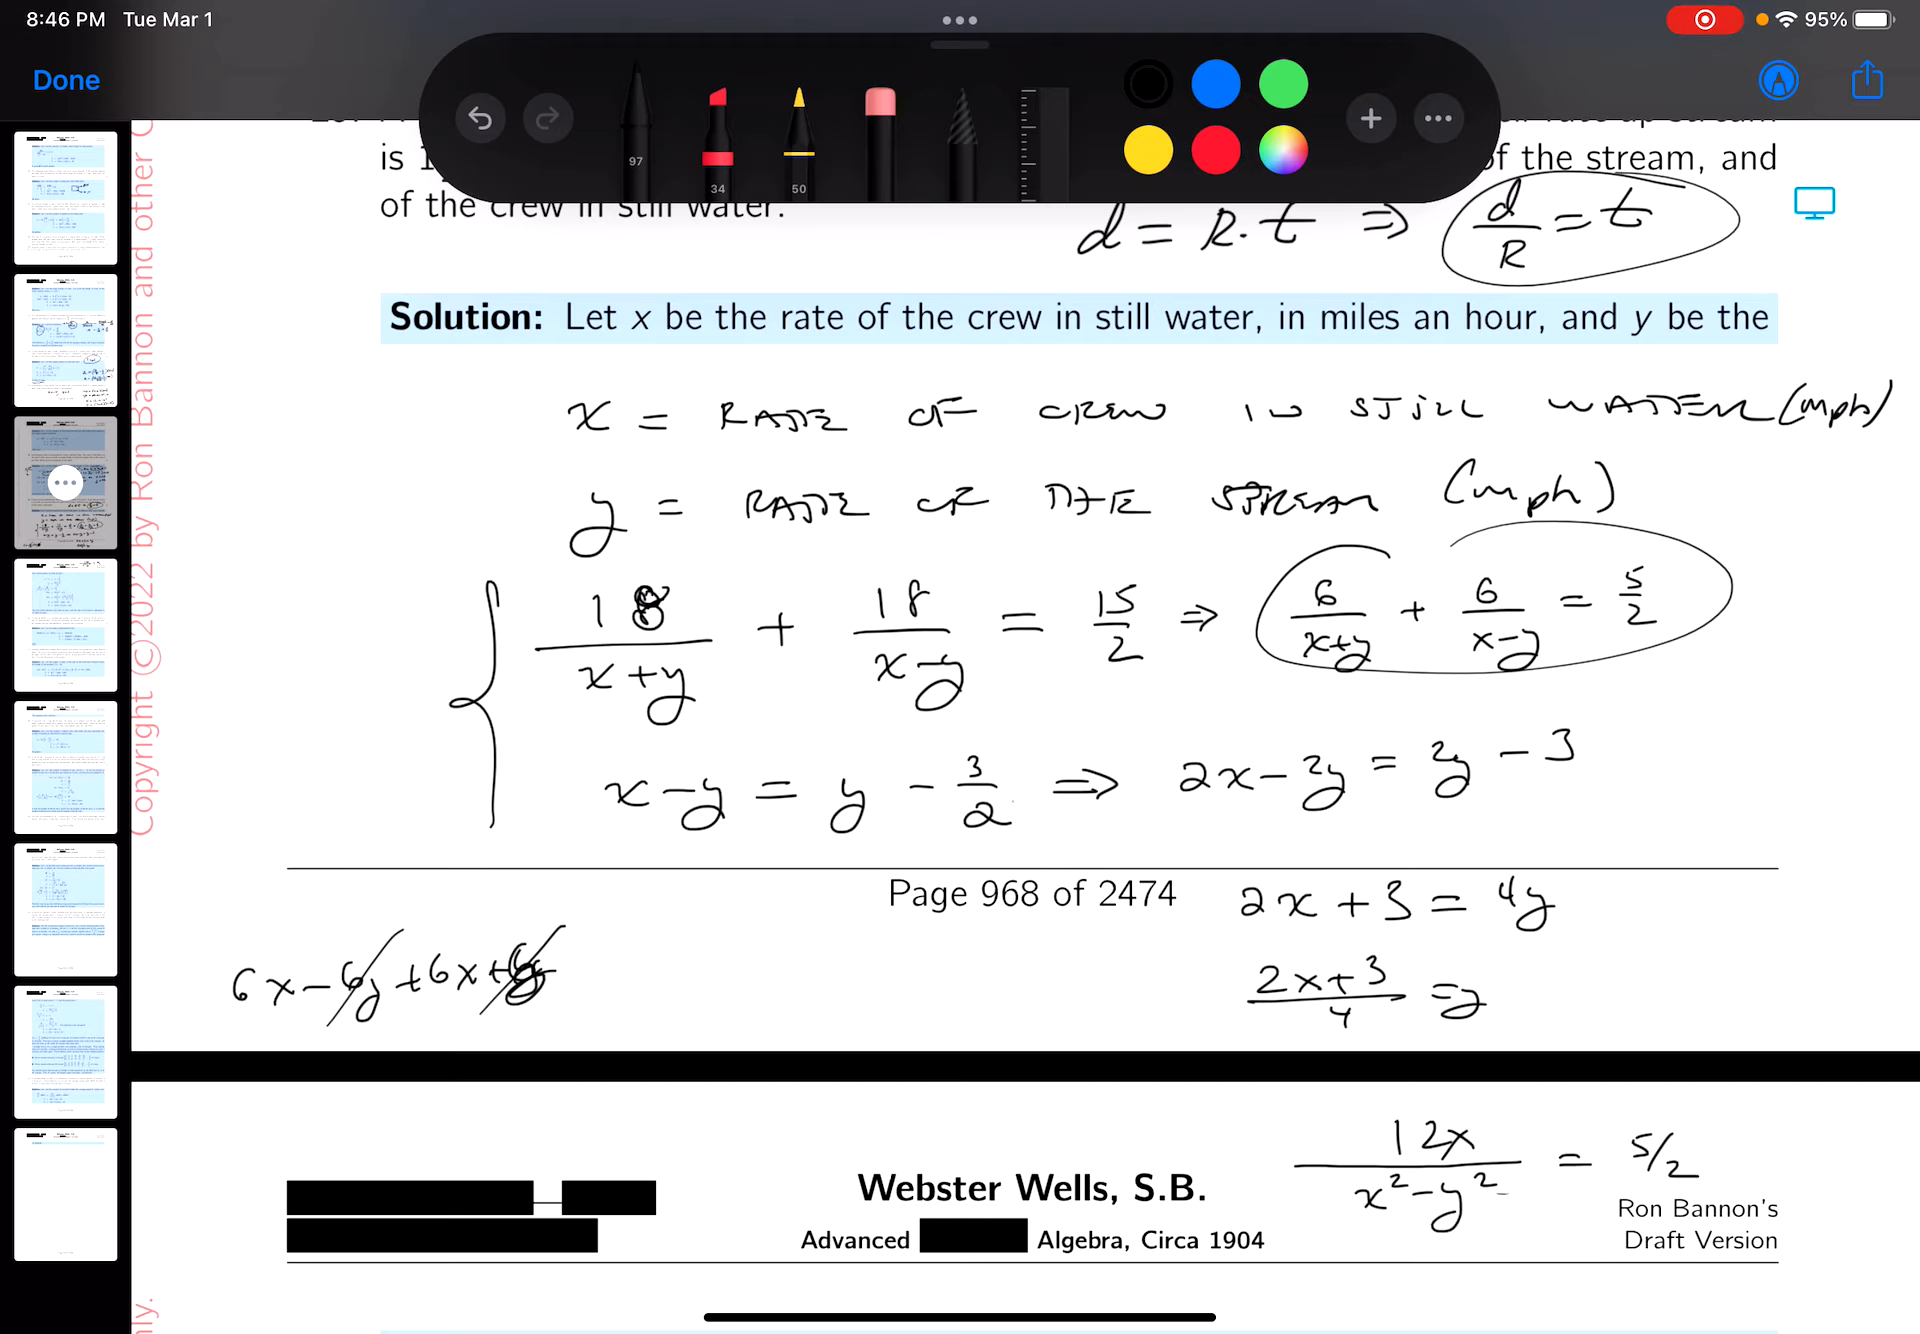 8:46 PM Tue Mar 1
95%
Done
97
34
50
is 1
of the stream, and
of the crew in still water.
d = R·t ⇒ d/R = t
Solution: Let x be the rate of the crew in still water, in miles an hour, and y be the
x = RATE OF CREW IN STILL WATER (mph)
y = RATE OF THE STREAM (mph)
18/(x+y) + 18/(x-y) = 15/2 ⇒ 6/(x+y) + 6/(x-y) = 5/2
x-y = y - 3/2 ⇒ 2x-2y = 2y - 3
Page 968 of 2474
2x + 3 = 4y
6x-6y+6x+6y
(2x+3)/4 = y
12x/(x²-y²) = 5/2
Webster Wells, S.B.
Ron Bannon's
Advanced Algebra, Circa 1904
Draft Version
Copyright ©2022 by Ron Bannon and other C
nly.